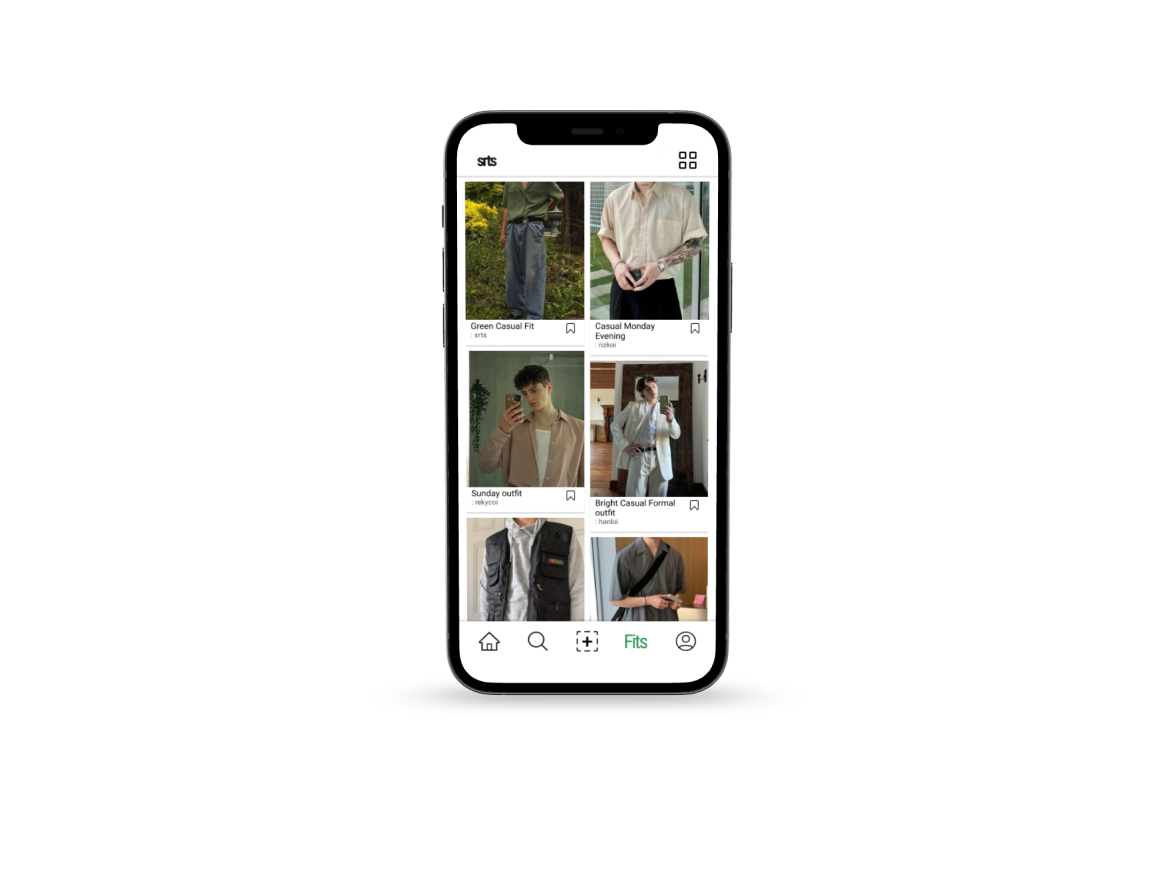 srts
Green Casual Fit
: srts
Casual Monday
Evening
: rizkoi
Sunday outfit
: rekycoi
Bright Casual Formal
outfit
: hanloi
Fits